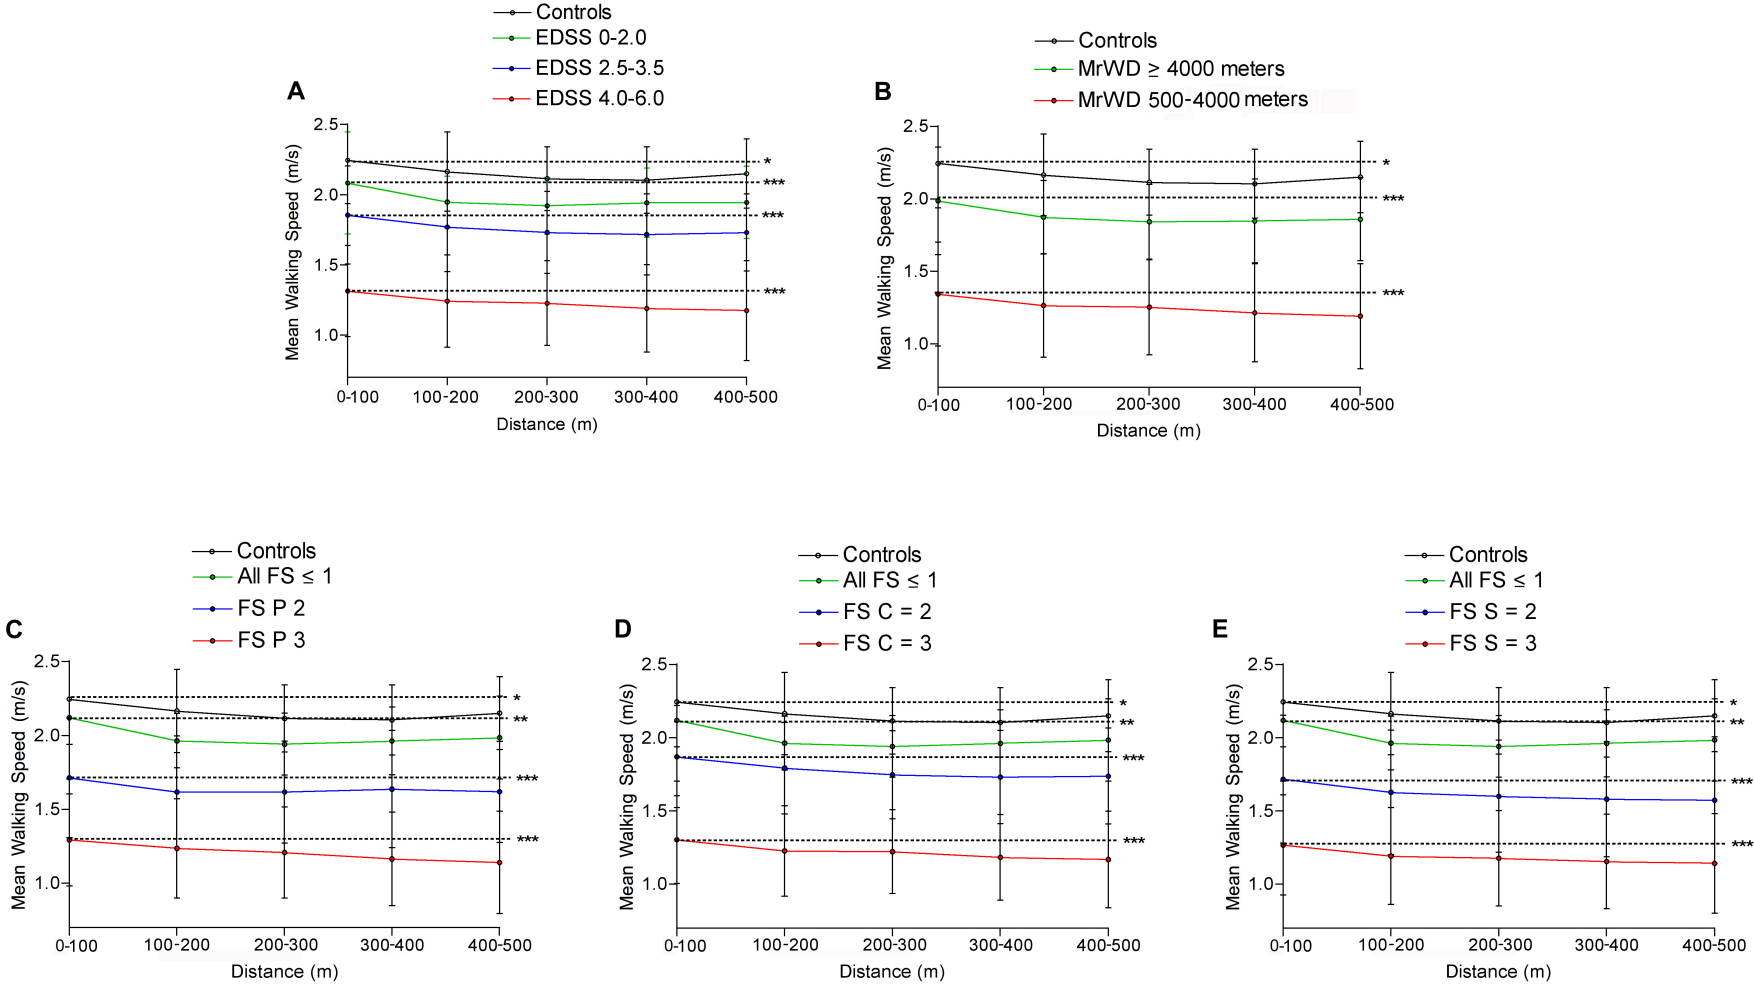 Controls
EDSS 0-2.0
EDSS 2.5-3.5
EDSS 4.0-6.0
A
2.5
2.0
1.5
1.0
Mean Walking Speed (m/s)
*
***
***
***
0-100 100-200 200-300 300-400 400-500
Distance (m)
Controls
MrWD ≥ 4000 meters
MrWD 500-4000 meters
B
2.5
2.0
1.5
1.0
Mean Walking Speed (m/s)
*
***
***
0-100 100-200 200-300 300-400 400-500
Distance (m)
Controls
All FS ≤ 1
FS P 2
FS P 3
C
2.5
2.0
1.5
1.0
Mean Walking Speed (m/s)
*
**
***
***
0-100 100-200 200-300 300-400 400-500
Distance (m)
Controls
All FS ≤ 1
FS C = 2
FS C = 3
D
2.5
2.0
1.5
1.0
Mean Walking Speed (m/s)
*
**
***
***
0-100 100-200 200-300 300-400 400-500
Distance (m)
Controls
All FS ≤ 1
FS S = 2
FS S = 3
E
2.5
2.0
1.5
1.0
Mean Walking Speed (m/s)
*
**
***
***
0-100 100-200 200-300 300-400 400-500
Distance (m)